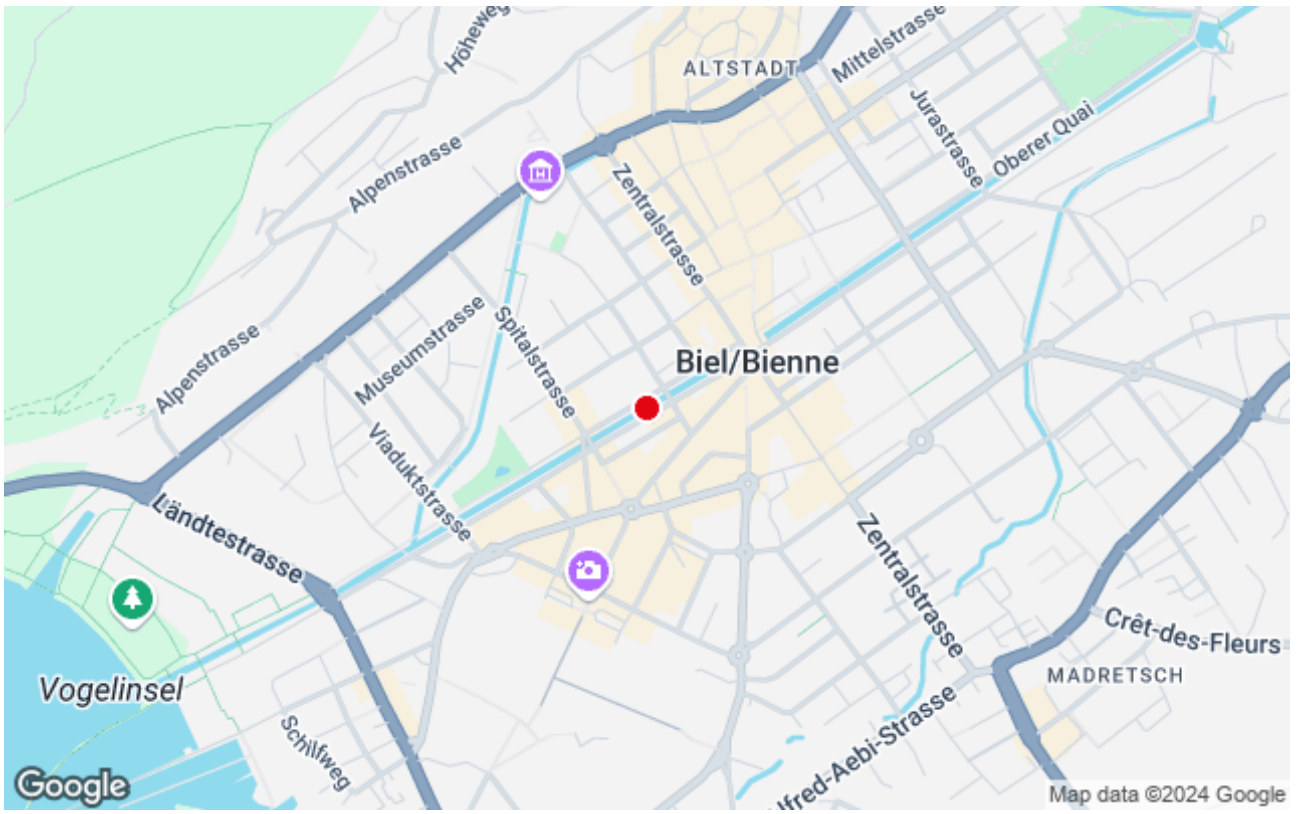 Höheweg
ALTSTADT
Mittelstrasse
Jurastrasse
Oberer Quai
Alpenstrasse
H
Zentralstrasse
Spitalstrasse
Museumstrasse
Alpenstrasse
Biel/Bienne
Viaduktstrasse
Ländtestrasse
Zentralstrasse
Crêt-des-Fleurs
MADRETSCH
Vogelinsel
Schilfweg
lfred-Aebi-Strasse
Google
Map data ©2024 Google